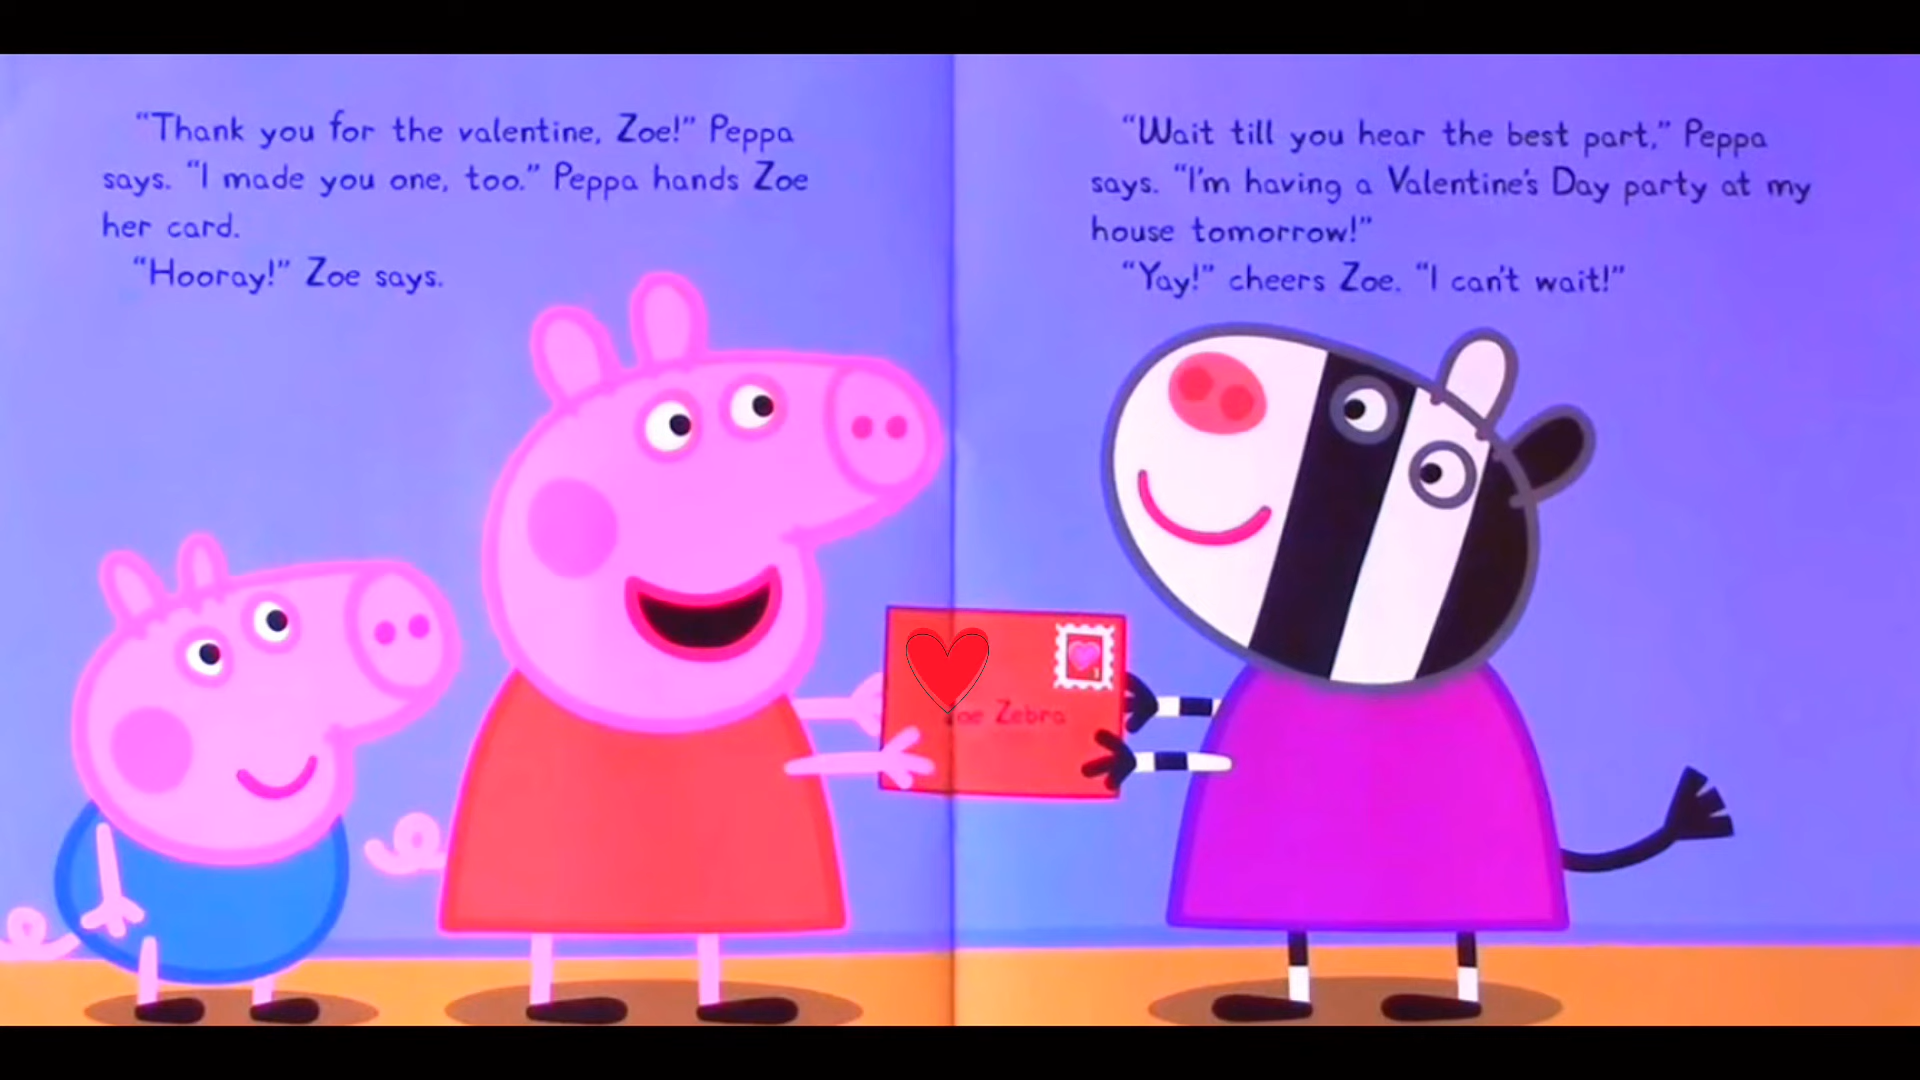 “Thank you for the valentine, Zoe!” Peppa
says. “I made you one, too.” Peppa hands Zoe
her card.
“Hooray!” Zoe says.
“Wait till you hear the best part,” Peppa
says. “I’m having a Valentine’s Day party at my
house tomorrow!”
“Yay!” cheers Zoe. “I can’t wait!”
Zoe Zebra